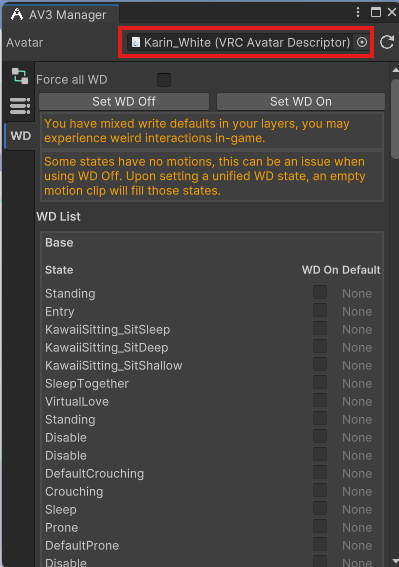 AV3 Manager
Avatar
Karin_White (VRC Avatar Descriptor)
Force all WD
Set WD Off
Set WD On
WD
You have mixed write defaults in your layers, you may
experience weird interactions in-game.
Some states have no motions, this can be an issue when
using WD Off. Upon setting a unified WD state, an empty
motion clip will fill those states.
WD List
Base
State WD On Default
Standing None
Entry None
KawaiiSitting_SitSleep None
KawaiiSitting_SitDeep None
KawaiiSitting_SitShallow None
SleepTogether None
VirtualLove None
Standing None
Disable None
Disable None
DefaultCrouching None
Crouching None
Sleep None
Prone None
DefaultProne None
Disable None